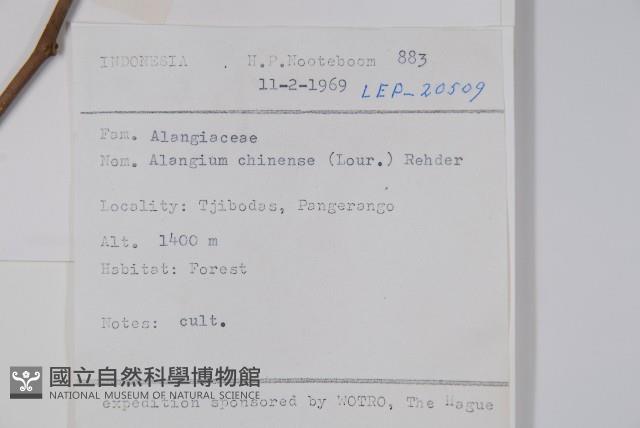 INDONESIA . H.P.Nooteboom 883
11-2-1969 LEP-20509
Fam. Alangiaceae
Nom. Alangium chinense (Lour.) Rehder
Locality: Tjibodas, Pangerango
Alt. 1400 m
Habitat: Forest
Notes: cult.
國立自然科學博物館
NATIONAL MUSEUM OF NATURAL SCIENCE
expedition sponsored by WOTRO, The Hague